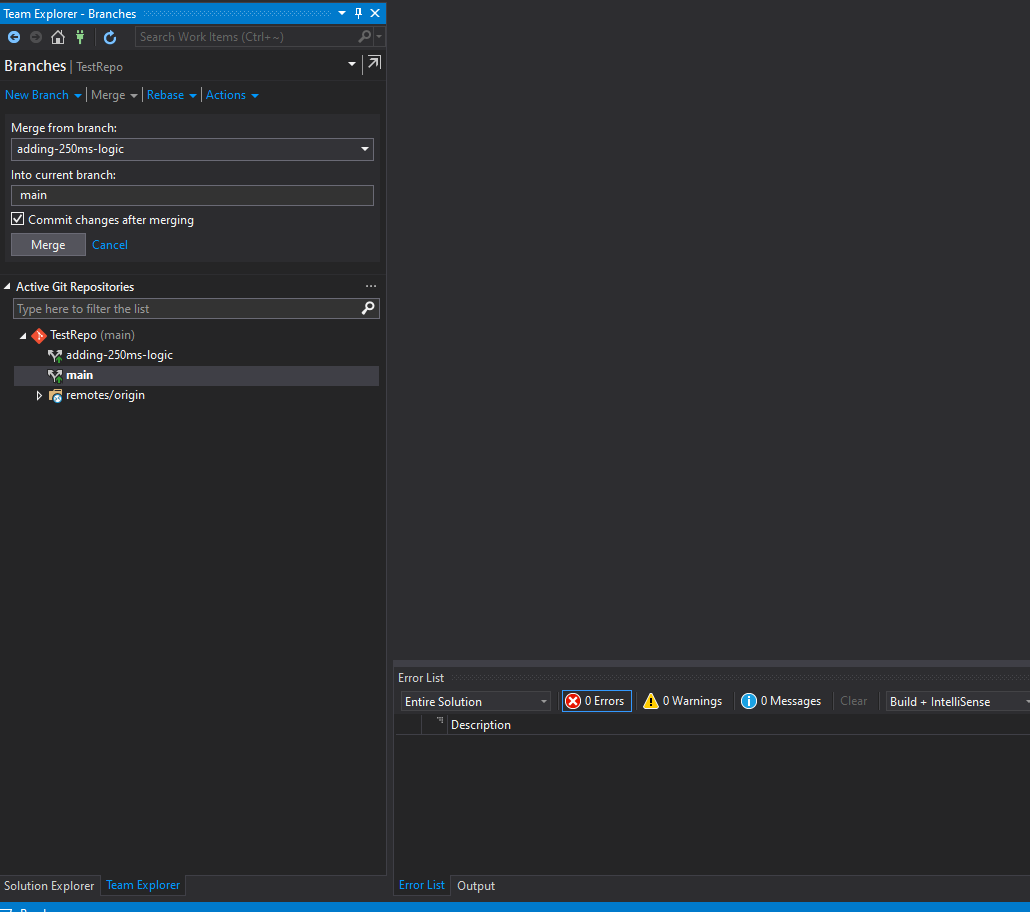 Team Explorer - Branches
Search Work Items (Ctrl+~)
Branches | TestRepo
New Branch | Merge | Rebase | Actions
Merge from branch:
adding-250ms-logic
Into current branch:
main
Commit changes after merging
Merge Cancel
Active Git Repositories ...
Type here to filter the list
TestRepo (main)
adding-250ms-logic
main
remotes/origin
Solution Explorer Team Explorer
Error List
Entire Solution 0 Errors 0 Warnings 0 Messages Clear Build + IntelliSense
Description
Error List Output